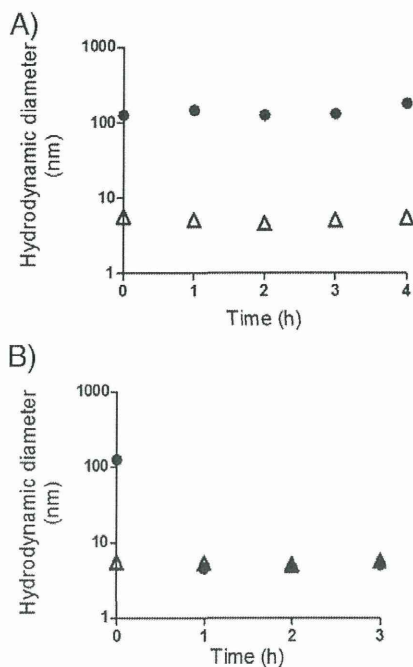 A)
Hydrodynamic diameter
(nm)
1000
100
10
1
0 1 2 3 4
Time (h)
B)
Hydrodynamic diameter
(nm)
1000
100
10
1
0 1 2 3
Time (h)